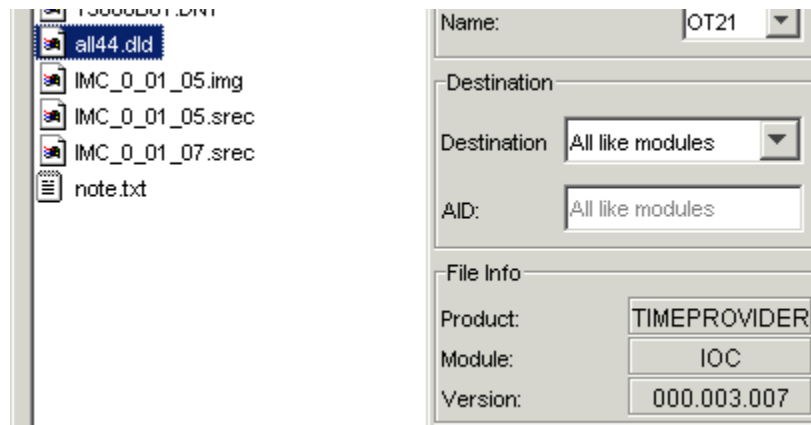 all44.dld
IMC_0_01_05.img
IMC_0_01_05.srec
IMC_0_01_07.srec
note.txt
Name: OT21
Destination
Destination All like modules
AID: All like modules
File Info
Product: TIMEPROVIDER
Module: IOC
Version: 000.003.007